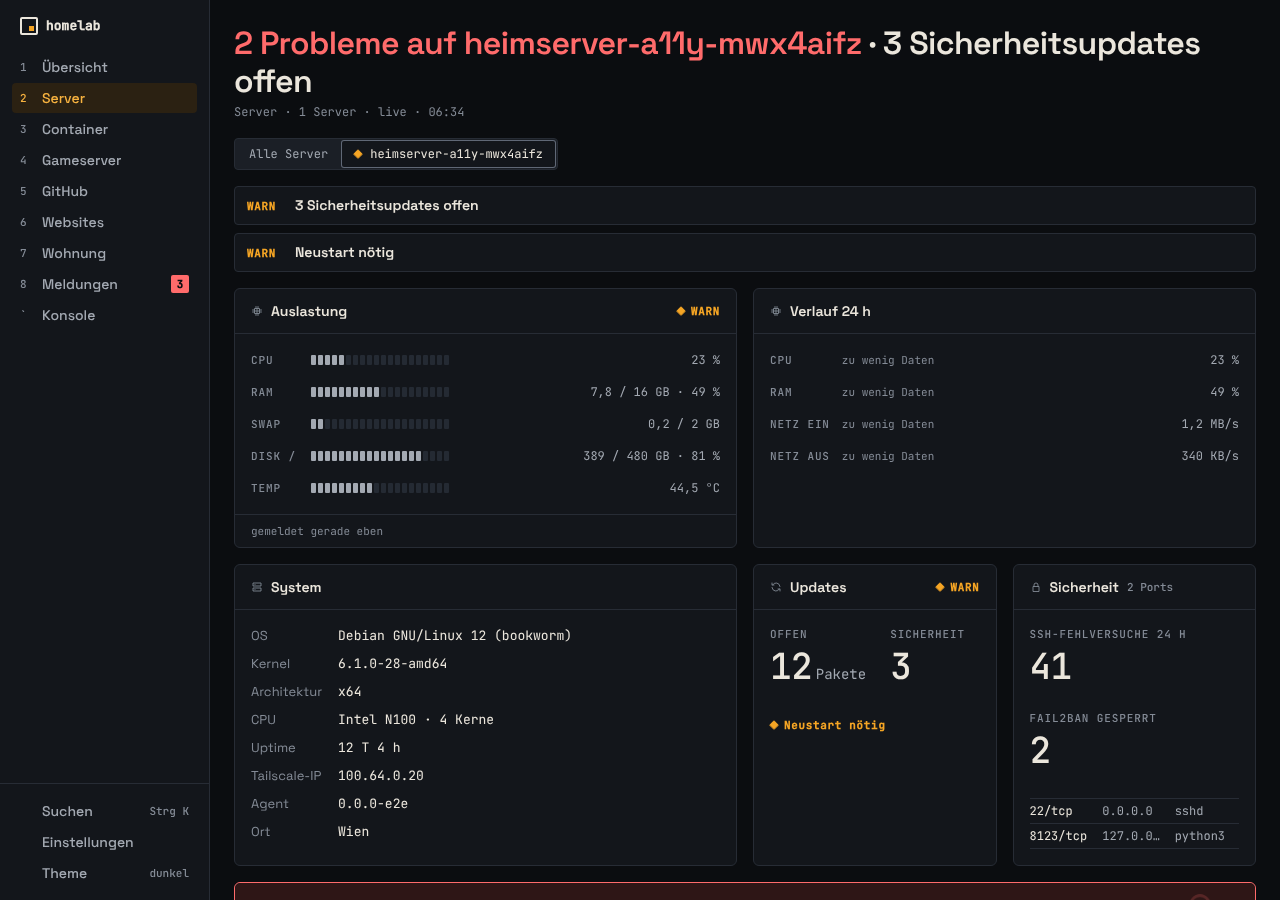 homelab
1 Übersicht
2 Server
3 Container
4 Gameserver
5 GitHub
6 Websites
7 Wohnung
8 Meldungen 3
` Konsole
Suchen Strg K
Einstellungen
Theme dunkel
2 Probleme auf heimserver-a11y-mwx4aifz · 3 Sicherheitsupdates
offen
Server · 1 Server · live · 06:34
Alle Server heimserver-a11y-mwx4aifz
WARN 3 Sicherheitsupdates offen
WARN Neustart nötig
Auslastung WARN
CPU 23 %
RAM 7,8 / 16 GB · 49 %
SWAP 0,2 / 2 GB
DISK / 389 / 480 GB · 81 %
TEMP 44,5 °C
gemeldet gerade eben
Verlauf 24 h
CPU zu wenig Daten 23 %
RAM zu wenig Daten 49 %
NETZ EIN zu wenig Daten 1,2 MB/s
NETZ AUS zu wenig Daten 340 KB/s
System
OS Debian GNU/Linux 12 (bookworm)
Kernel 6.1.0-28-amd64
Architektur x64
CPU Intel N100 · 4 Kerne
Uptime 12 T 4 h
Tailscale-IP 100.64.0.20
Agent 0.0.0-e2e
Ort Wien
Updates WARN
OFFEN SICHERHEIT
12 Pakete 3
Neustart nötig
Sicherheit 2 Ports
SSH-FEHLVERSUCHE 24 H
41
FAIL2BAN GESPERRT
2
22/tcp 0.0.0.0 sshd
8123/tcp 127.0.0… python3